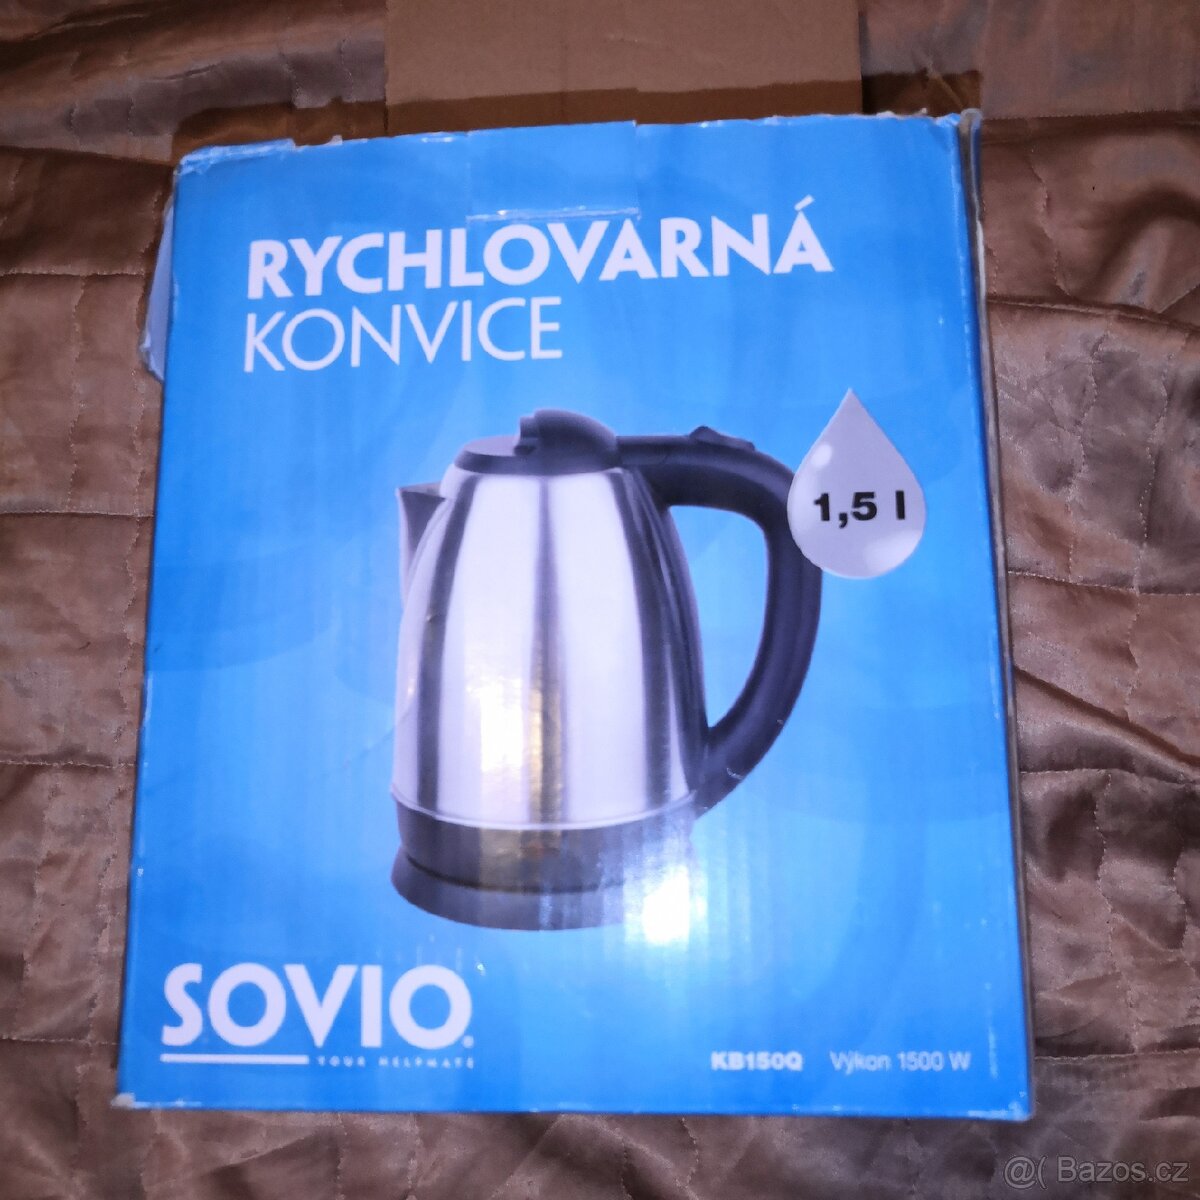 RYCHLOVARNÁ
KONVICE
1,5 l
SOVIO
YOUR HELPMATE
KB150Q Výkon 1500 W
@( Bazos.cz